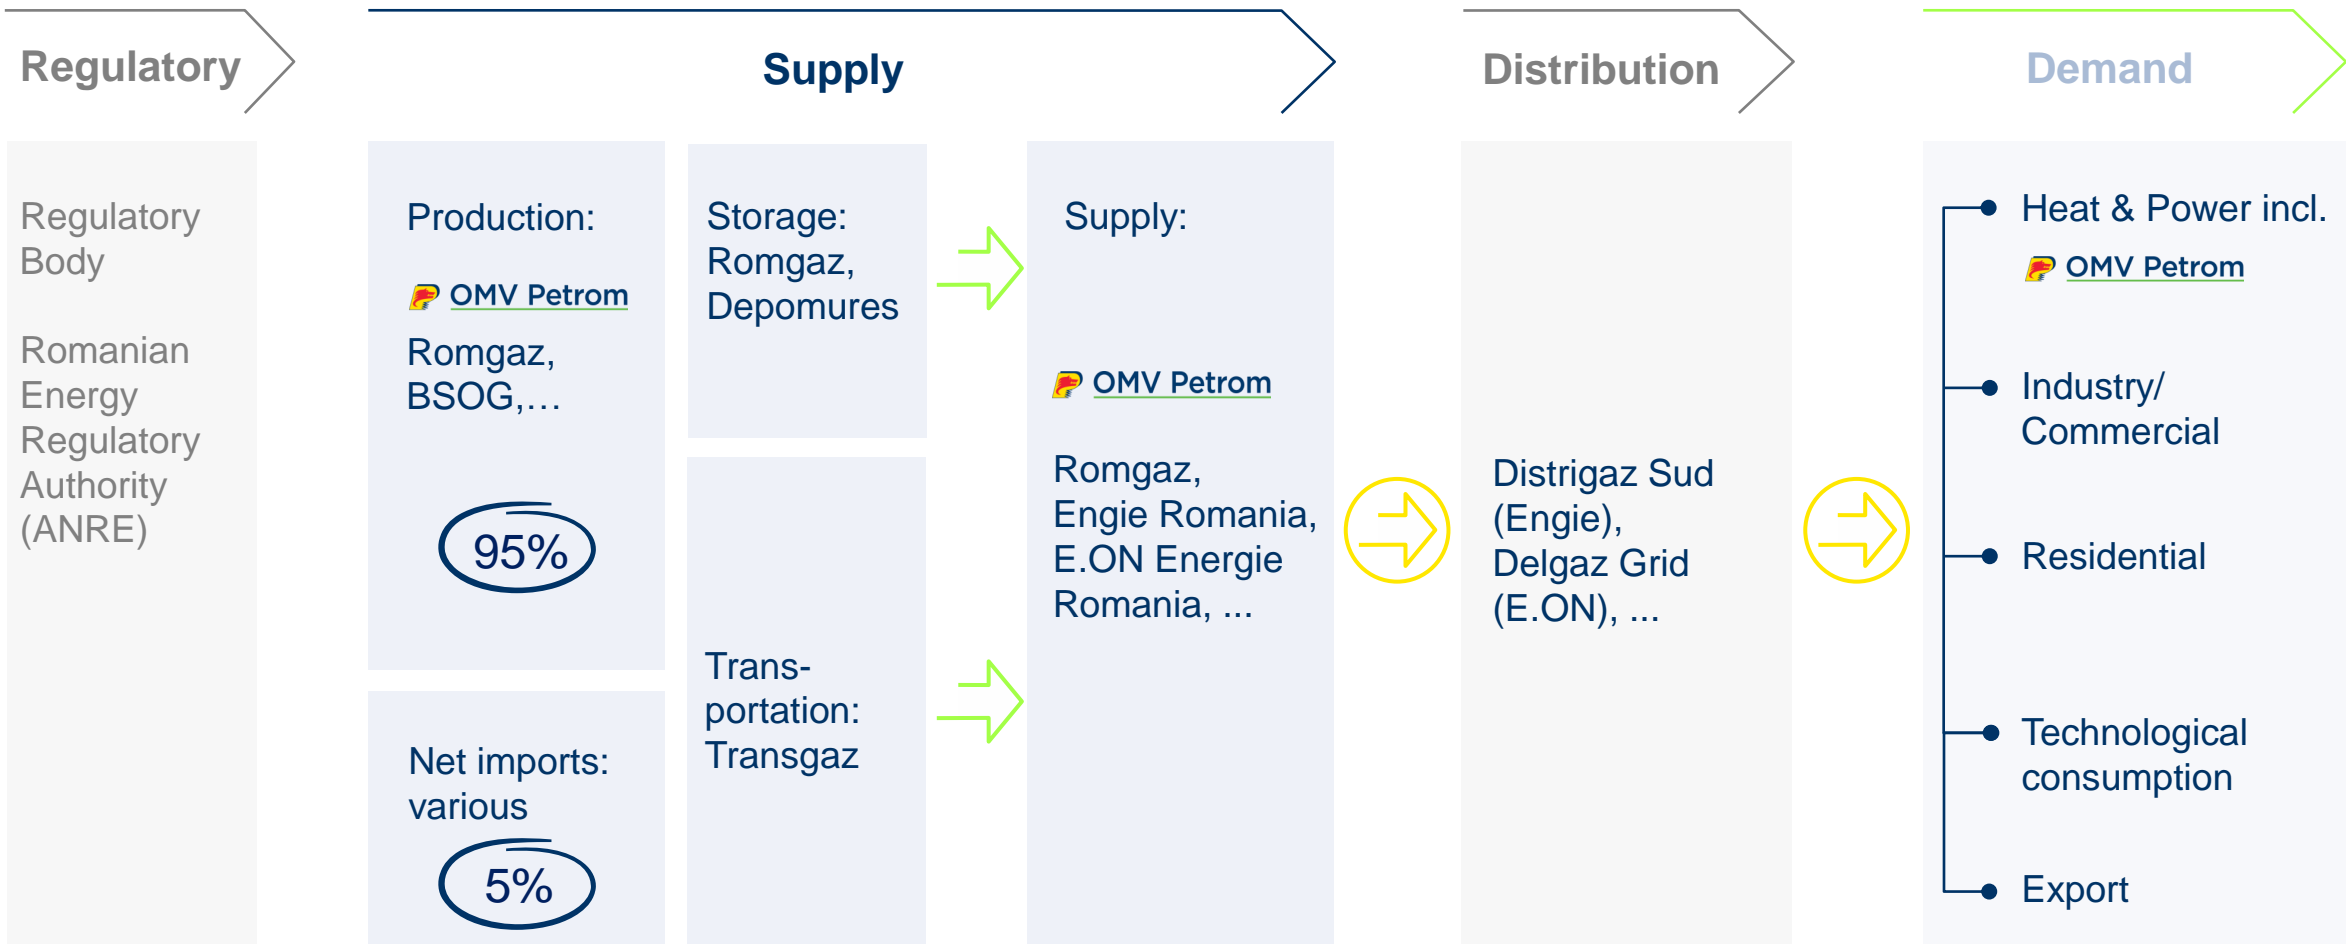 Regulatory
Supply
Distribution
Demand
Regulatory
Body
Romanian
Energy
Regulatory
Authority
(ANRE)
Production:
OMV Petrom
Romgaz,
BSOG,…
95%
Net imports:
various
5%
Storage:
Romgaz,
Depomures
Trans-
portation:
Transgaz
Supply:
OMV Petrom
Romgaz,
Engie Romania,
E.ON Energie
Romania, ...
Distrigaz Sud
(Engie),
Delgaz Grid
(E.ON), ...
Heat & Power incl.
OMV Petrom
Industry/
Commercial
Residential
Technological
consumption
Export